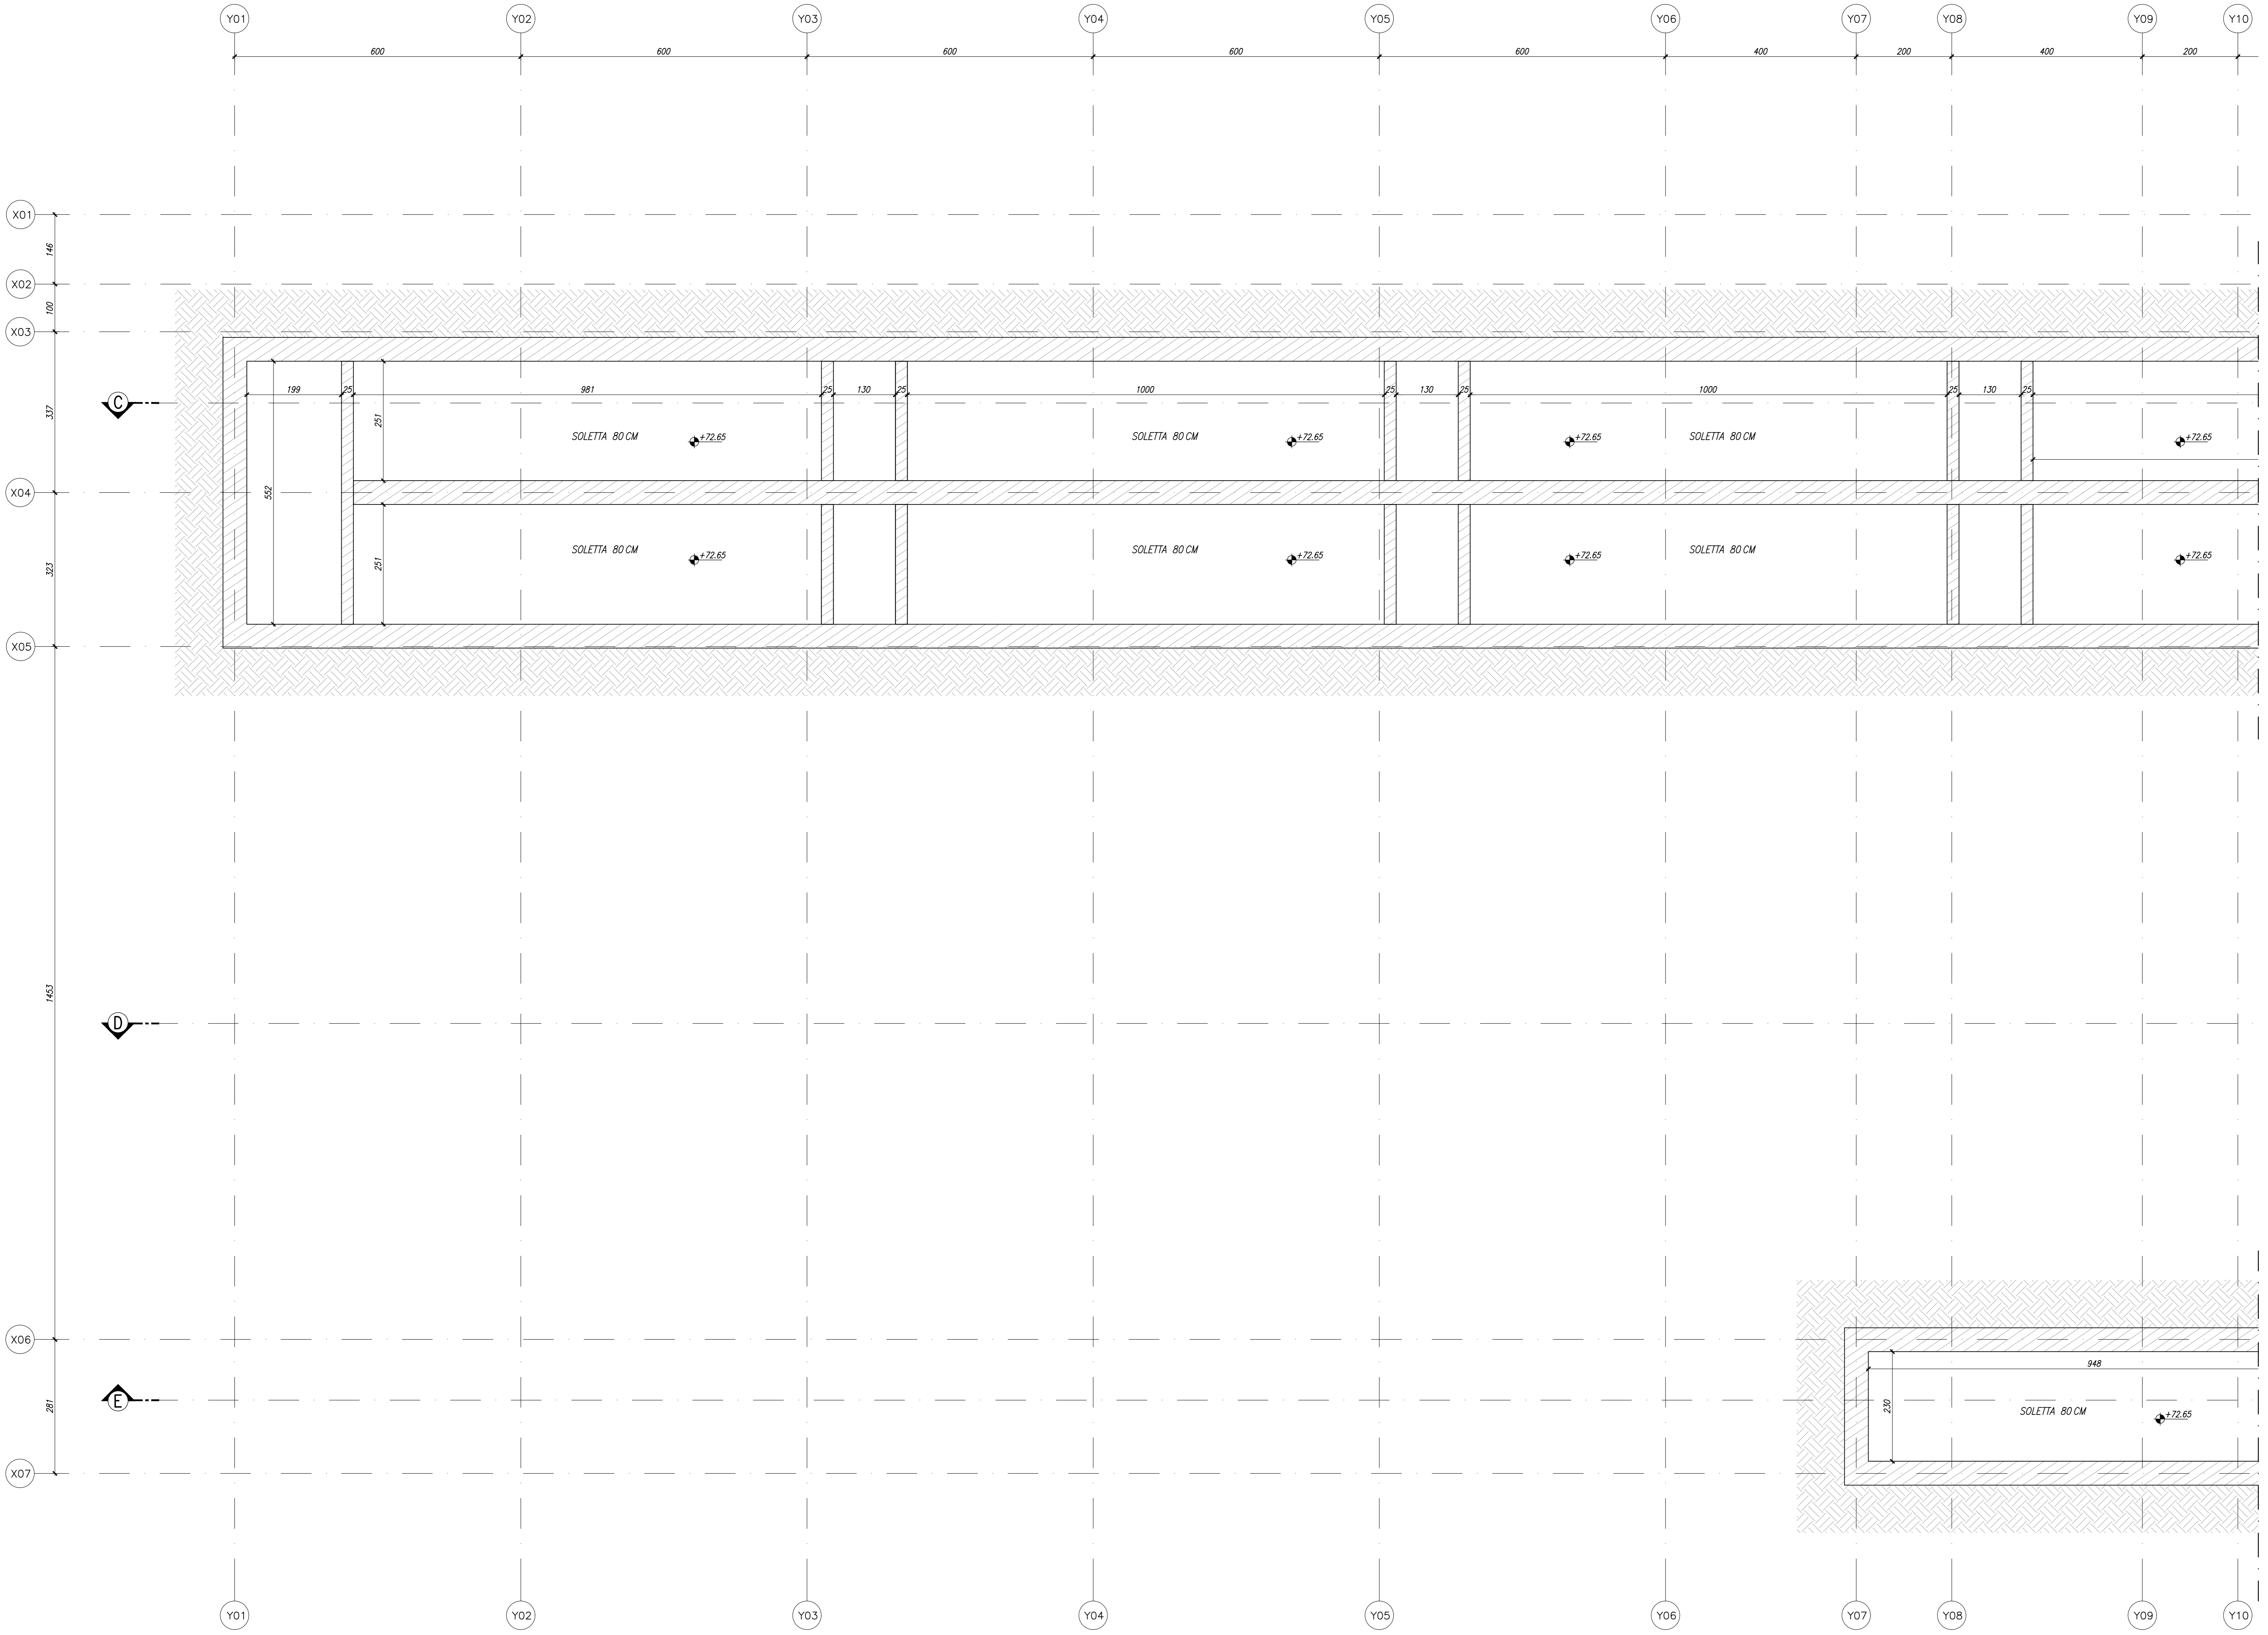 Y01 Y02 Y03 Y04 Y05 Y06 Y07 Y08 Y09 Y10
600 600 600 600 600 400 200 400 200
X01
146
X02
100
X03
337
C
199 25 981 25 130 25 1000 25 130 25 1000 25 130 25
251
SOLETTA 80 CM +72.65 SOLETTA 80 CM +72.65 +72.65 SOLETTA 80 CM +72.65
X04
552
323
251
SOLETTA 80 CM +72.65 SOLETTA 80 CM +72.65 +72.65 SOLETTA 80 CM +72.65
X05
1453
D
X06
948
281
E
230
SOLETTA 80 CM +72.65
X07
Y01 Y02 Y03 Y04 Y05 Y06 Y07 Y08 Y09 Y10